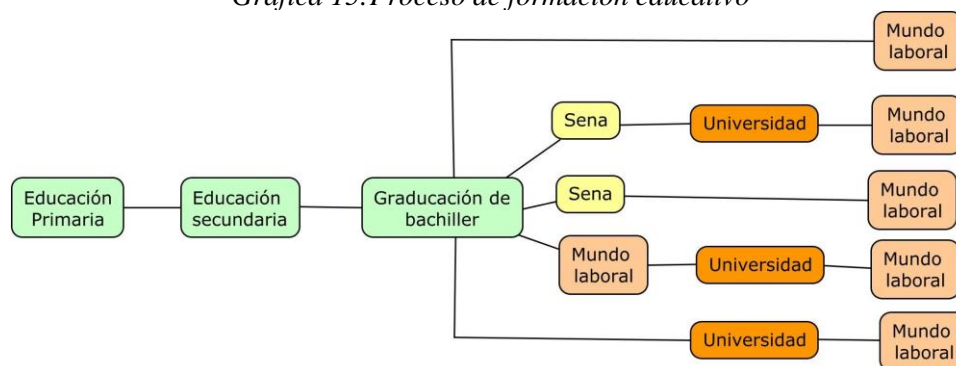 Gráfica 15.Proceso de formación educativo
Mundo
laboral
Sena
Universidad
Mundo
laboral
Educación
Primaria
Educación
secundaria
Graducación de
bachiller
Sena
Mundo
laboral
Mundo
laboral
Universidad
Mundo
laboral
Universidad
Mundo
laboral